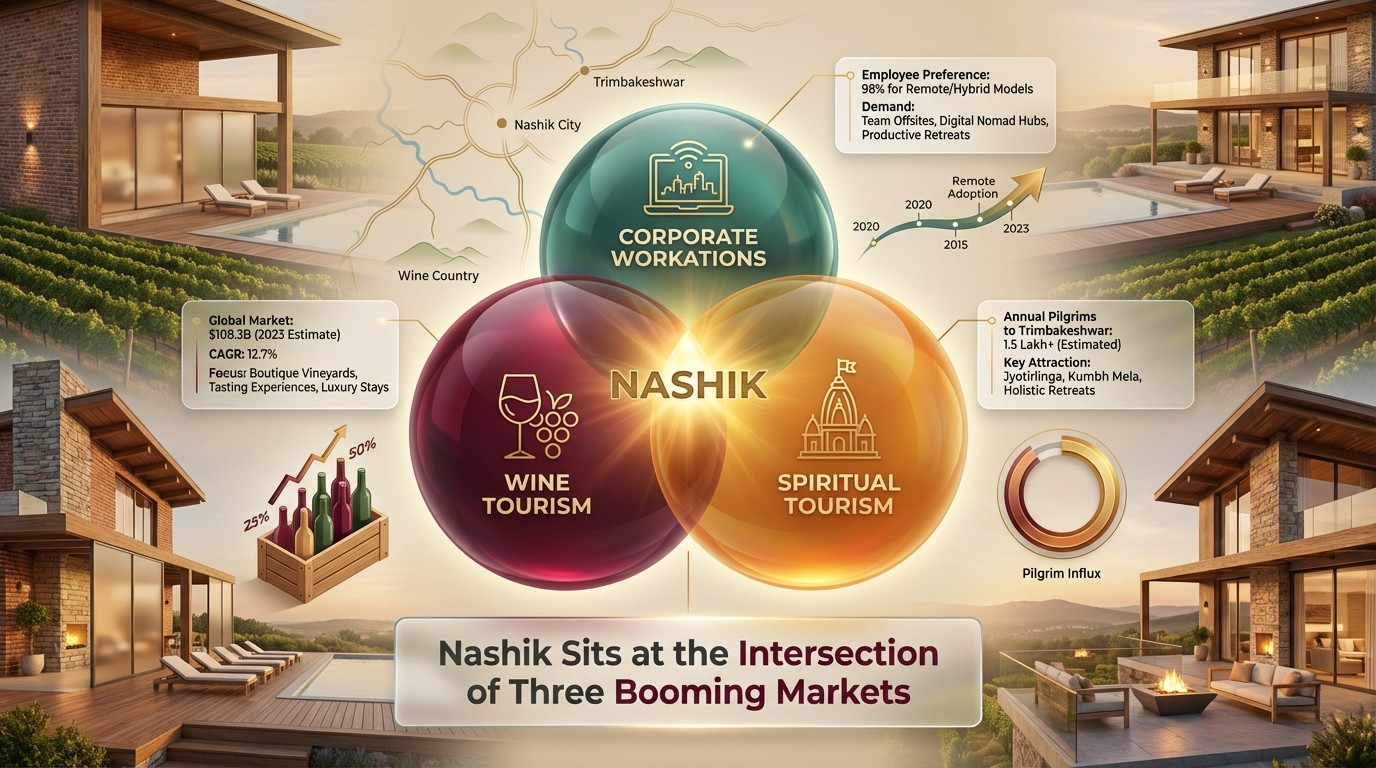 Trimbakeshwar
Nashik City
Wine Country
Employee Preference:
98% for Remote/Hybrid Models
Demand:
Team Offsites, Digital Nomad Hubs,
Productive Retreats
Remote
Adoption
2020
2020
2015
2023
CORPORATE
WORKATIONS
Global Market:
$108.3B (2023 Estimate)
CAGR: 12.7%
Focus: Boutique Vineyards,
Tasting Experiences, Luxury Stays
Annual Pilgrims
to Trimbakeshwar:
1.5 Lakh+ (Estimated)
Key Attraction:
Jyotirlinga, Kumbh Mela,
Holistic Retreats
NASHIK
WINE
TOURISM
SPIRITUAL
TOURISM
25%
50%
Pilgrim Influx
Nashik Sits at the Intersection
of Three Booming Markets